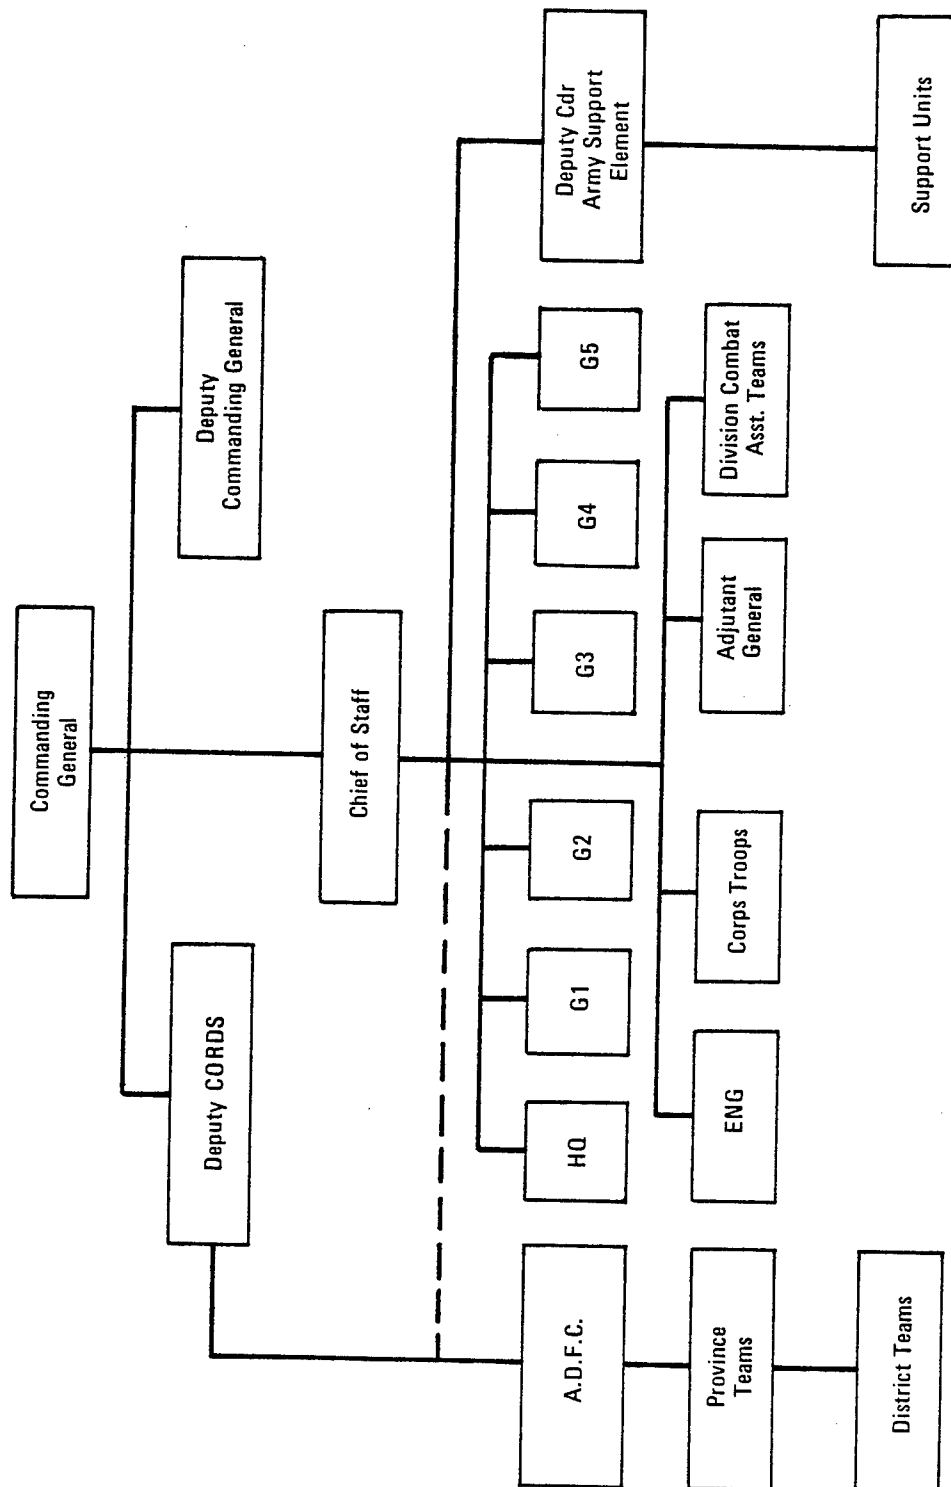 Commanding
General
Deputy CORDS
Deputy
Commanding General
Chief of Staff
A.D.F.C.
HQ
G1
G2
G3
G4
G5
Deputy Cdr
Army Support
Element
Province
Teams
ENG
Corps Troops
Adjutant
General
Division Combat
Asst. Teams
District Teams
Support Units